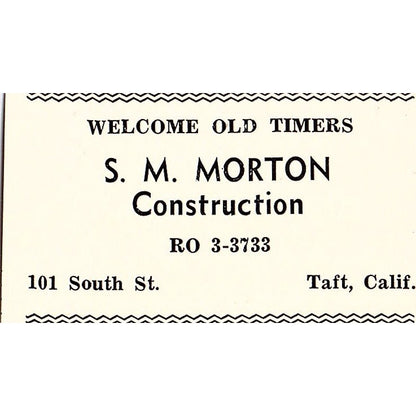 WELCOME OLD TIMERS
S. M. MORTON
Construction
RO 3-3733
101 South St. Taft, Calif.